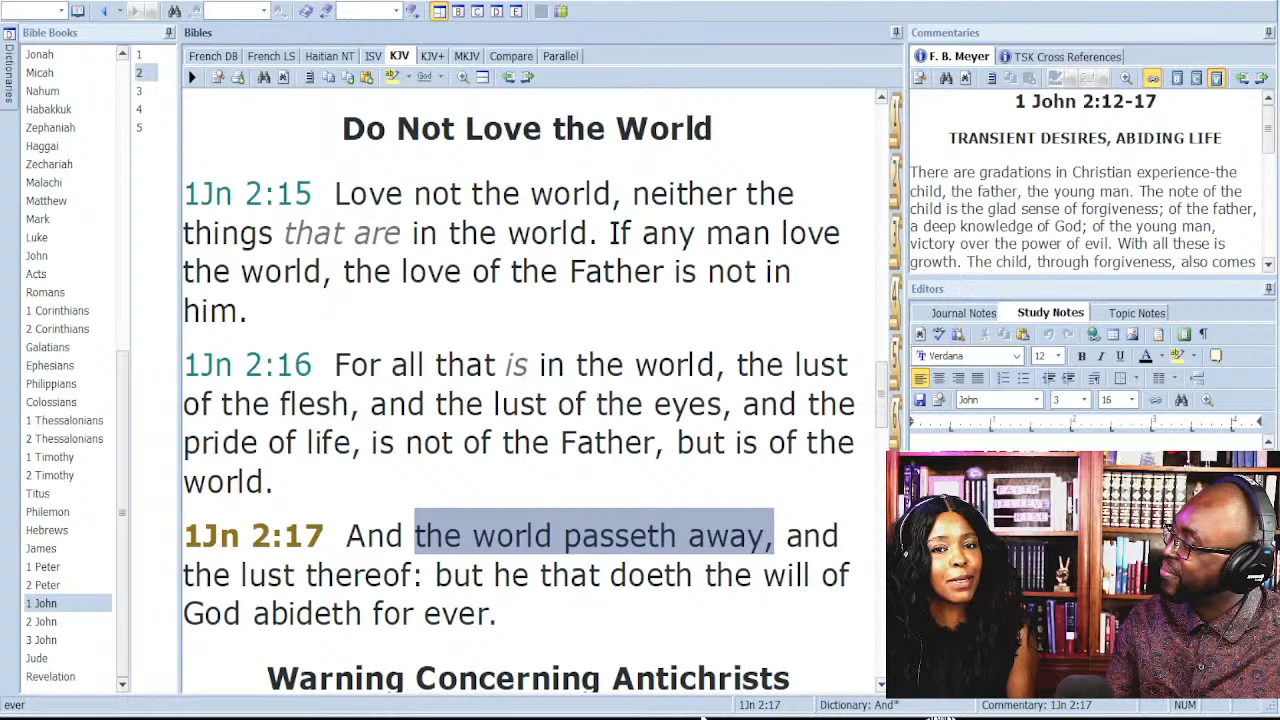 Bible Books
Bibles
Commentaries
Dictionaries
Jonah
Micah
Nahum
Habakkuk
Zephaniah
Haggai
Zechariah
Malachi
Matthew
Mark
Luke
John
Acts
Romans
1 Corinthians
2 Corinthians
Galatians
Ephesians
Philippians
Colossians
1 Thessalonians
2 Thessalonians
1 Timothy
2 Timothy
Titus
Philemon
Hebrews
James
1 Peter
2 Peter
1 John
2 John
3 John
Jude
Revelation
1
2
3
4
5
B C D E
French DB French LS Haitian NT ISV KJV KJV+ MKJV Compare Parallel
God
Do Not Love the World
1Jn 2:15 Love not the world, neither the
things that are in the world. If any man love
the world, the love of the Father is not in
him.
1Jn 2:16 For all that is in the world, the lust
of the flesh, and the lust of the eyes, and the
pride of life, is not of the Father, but is of the
world.
1Jn 2:17 And the world passeth away, and
the lust thereof: but he that doeth the will of
God abideth for ever.
Warning Concerning Antichrists
F. B. Meyer TSK Cross References
1 John 2:12-17
TRANSIENT DESIRES, ABIDING LIFE
There are gradations in Christian experience-the
child, the father, the young man. The note of the
child is the glad sense of forgiveness; of the father,
a deep knowledge of God; of the young man,
victory over the power of evil. With all these is
growth. The child, through forgiveness, also comes
Editors
Journal Notes Study Notes Topic Notes
Verdana 12 B I U A
John 3 16
1 2 3 4
FAITH
BELIEVE
ever
1Jn 2:17
Dictionary: And*
Commentary: 1Jn 2:17
NUM